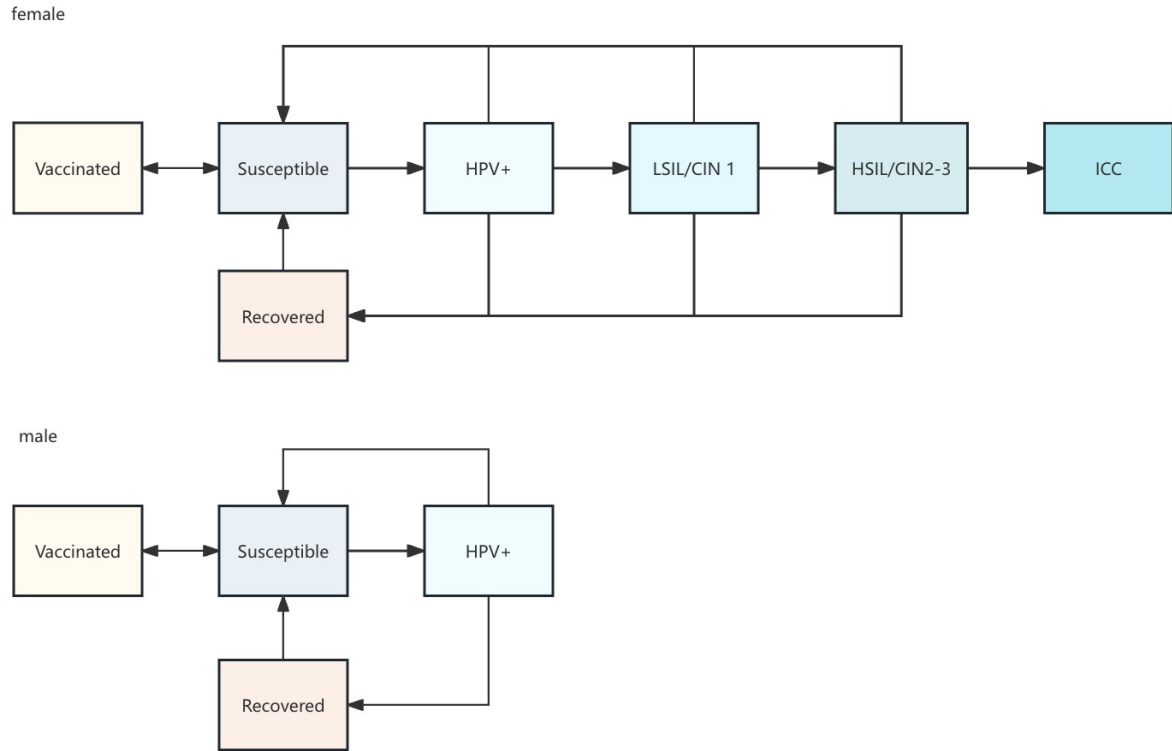 female
Vaccinated
Susceptible
HPV+
LSIL/CIN 1
HSIL/CIN2-3
ICC
Recovered
male
Vaccinated
Susceptible
HPV+
Recovered